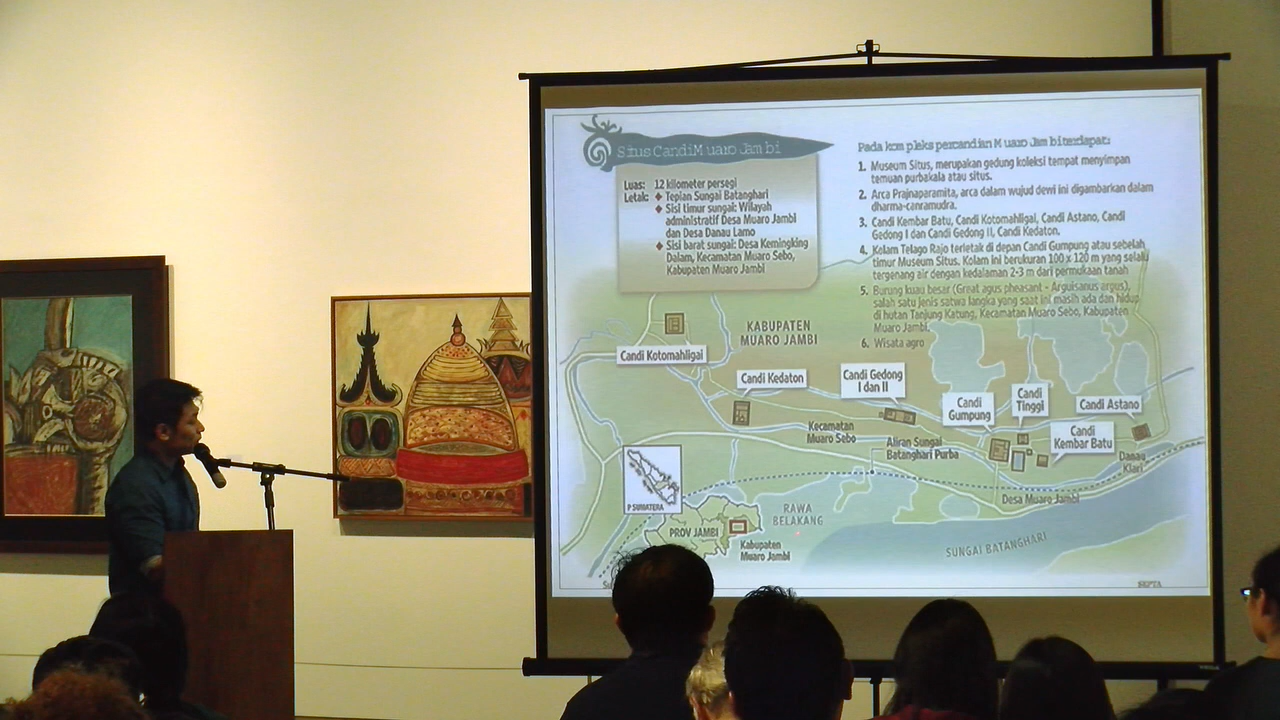 Situs Candi Muaro Jambi
Luas: 12 kilometer persegi
Letak: Tepian Sungai Batanghari
Sisi timur sungai: Wilayah
administratif Desa Muaro Jambi
dan Desa Danau Lamo
Sisi barat sungai: Desa Kemingking
Dalam, Kecamatan Muaro Sebo,
Kabupaten Muaro Jambi
Pada kompleks percandian Muaro Jambi terdapat:
1. Museum Situs, merupakan gedung koleksi tempat menyimpan
temuan purbakala atau situs.
2. Arca Prajnaparamita, arca dalam wujud dewi ini digambarkan dalam
dharma-canramudra.
3. Candi Kembar Batu, Candi Kotomahligai, Candi Astano, Candi
Gedong I dan Candi Gedong II, Candi Kedaton.
4. Kolam Telago Rajo terletak di depan Candi Gumpung atau sebelah
timur Museum Situs. Kolam ini berukuran 100 x 120 m yang selalu
tergenang air dengan kedalaman 2-3 m dari permukaan tanah
5. Burung kuau besar (Great agus pheasant - Arguisanus argus),
salah satu jenis satwa langka yang saat ini masih ada dan hidup
di hutan Tanjung Katung, Kecamatan Muaro Sebo, Kabupaten
Muaro Jambi.
6. Wisata agro
KABUPATEN
MUARO JAMBI
Candi Kotomahligai
Candi Kedaton
Candi Gedong
I dan II
Candi
Gumpung
Candi
Tinggi
Candi Astano
Candi
Kembar Batu
Kecamatan
Muaro Sebo
Aliran Sungai
Batanghari Purba
Danau
Klari
Desa Muaro Jambi
P SUMATERA
PROV JAMBI
Kabupaten
Muaro Jambi
RAWA
BELAKANG
SUNGAI BATANGHARI
SEPTA